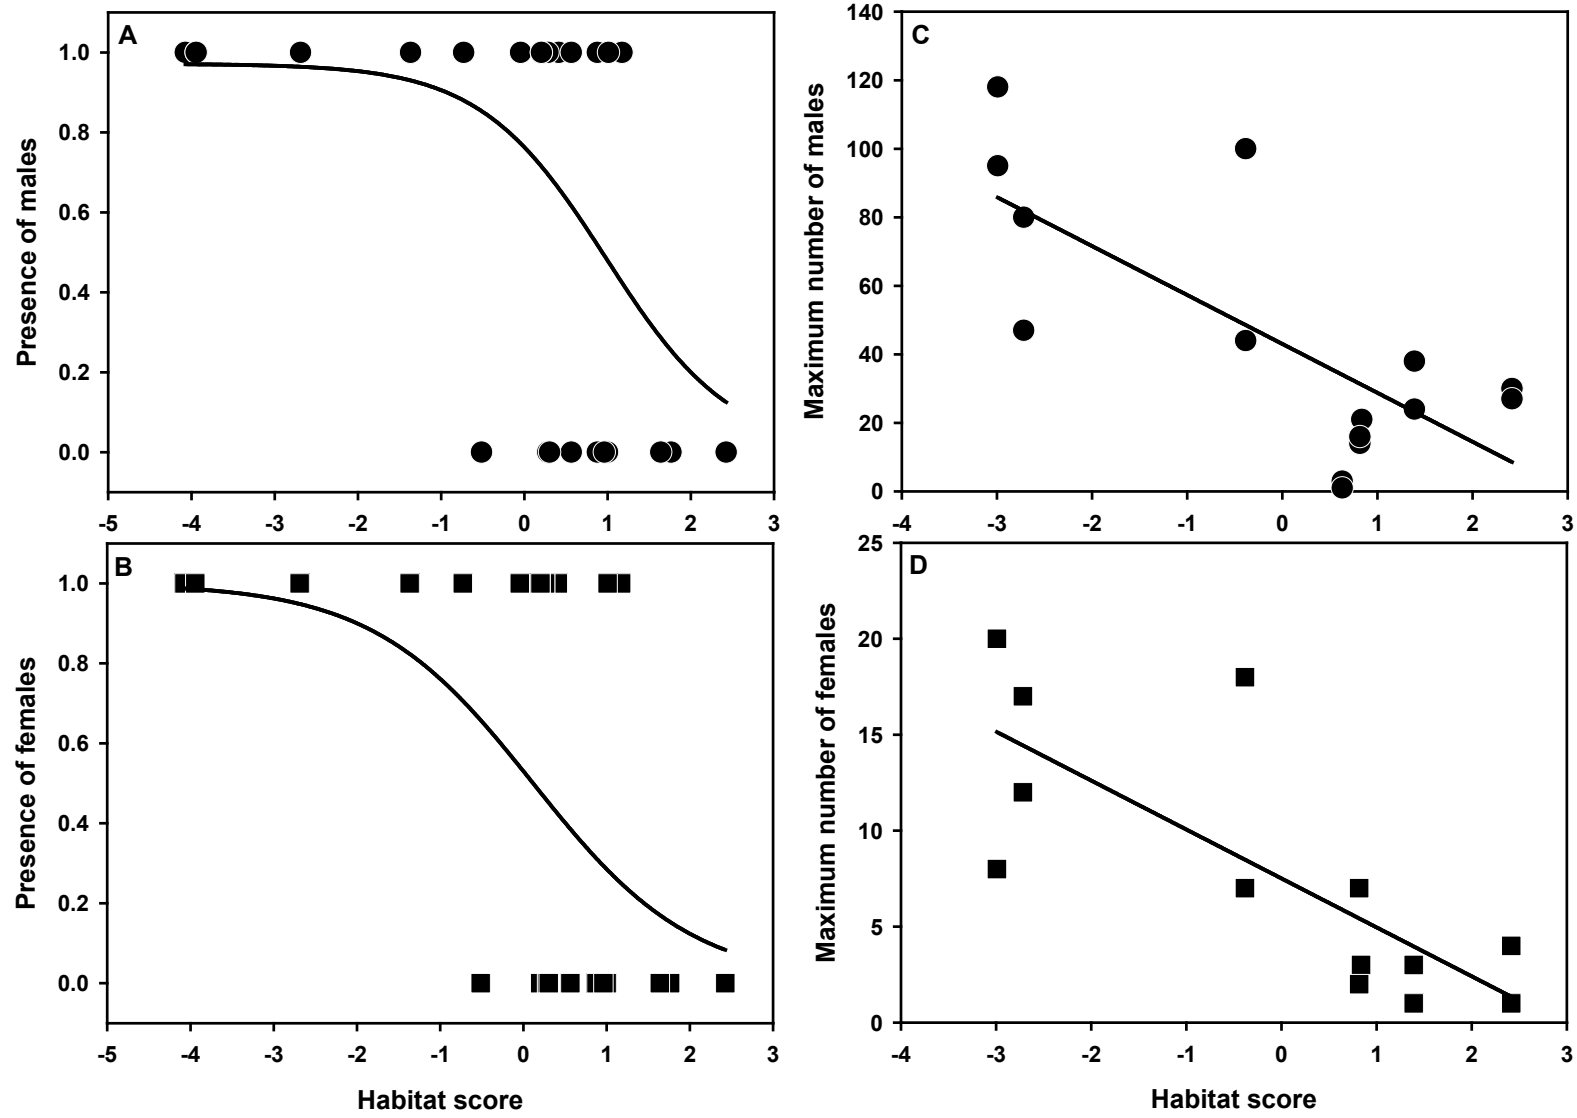 A
Presence of males
1.0
0.8
0.6
0.4
0.2
0.0
-5 -4 -3 -2 -1 0 1 2 3
C
Maximum number of males
140
120
100
80
60
40
20
0
-4 -3 -2 -1 0 1 2 3
B
Presence of females
1.0
0.8
0.6
0.4
0.2
0.0
-5 -4 -3 -2 -1 0 1 2 3
Habitat score
D
Maximum number of females
25
20
15
10
5
0
-4 -3 -2 -1 0 1 2 3
Habitat score